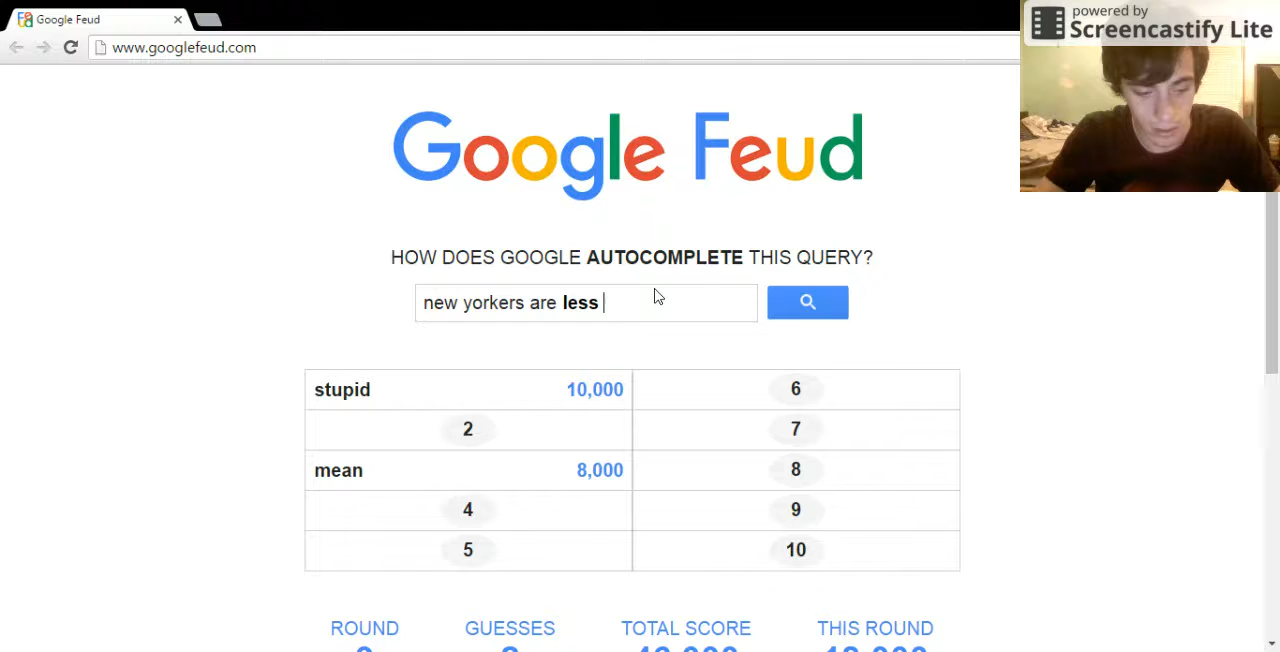 Google Feud
powered by
Screencastify Lite
www.googlefeud.com
Google Feud
HOW DOES GOOGLE AUTOCOMPLETE THIS QUERY?
new yorkers are less
stupid 10,000 6
2 7
mean 8,000 8
4 9
5 10
ROUND GUESSES TOTAL SCORE THIS ROUND